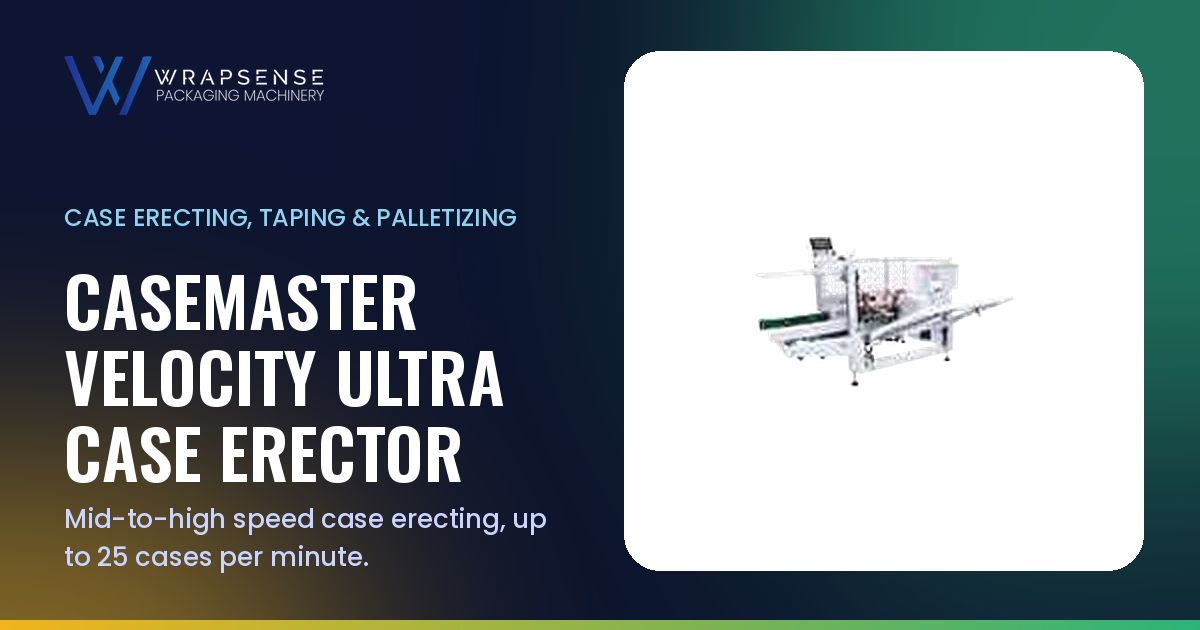 WRAPSENSE
PACKAGING MACHINERY
CASE ERECTING, TAPING & PALLETIZING
CASEMASTER
VELOCITY ULTRA
CASE ERECTOR
Mid-to-high speed case erecting, up
to 25 cases per minute.